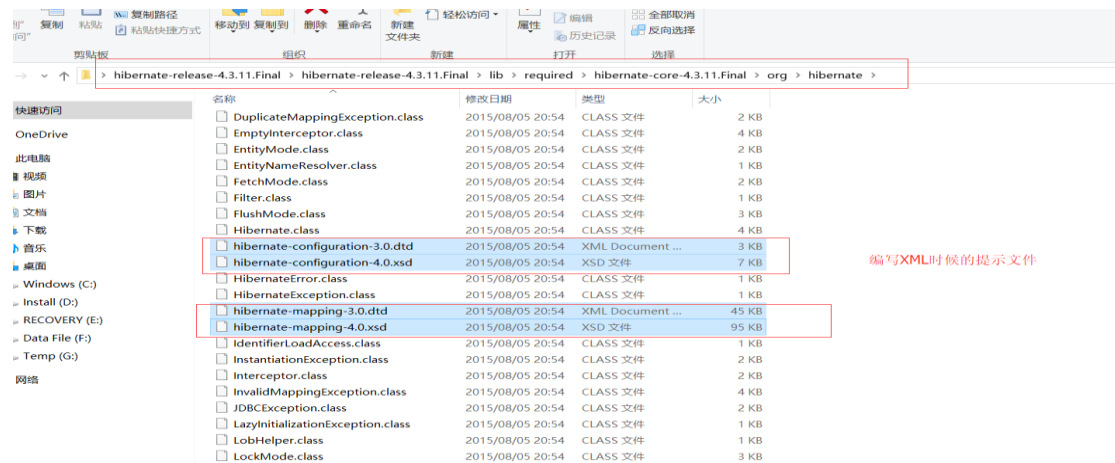 复制路径
轻松访问
编辑
全部取消
复制
粘贴
粘贴快捷方式
移动到
复制到
删除
重命名
新建
文件夹
属性
历史记录
反向选择
剪贴板
组织
新建
打开
选择
hibernate-release-4.3.11.Final > hibernate-release-4.3.11.Final > lib > required > hibernate-core-4.3.11.Final > org > hibernate >
名称 修改日期 类型 大小
快速访问
OneDrive
此电脑
视频
图片
文档
下载
音乐
桌面
Windows (C:)
Install (D:)
RECOVERY (E:)
Data File (F:)
Temp (G:)
网络
DuplicateMappingException.class 2015/08/05 20:54 CLASS 文件 2 KB
EmptyInterceptor.class 2015/08/05 20:54 CLASS 文件 4 KB
EntityMode.class 2015/08/05 20:54 CLASS 文件 2 KB
EntityNameResolver.class 2015/08/05 20:54 CLASS 文件 1 KB
FetchMode.class 2015/08/05 20:54 CLASS 文件 2 KB
Filter.class 2015/08/05 20:54 CLASS 文件 1 KB
FlushMode.class 2015/08/05 20:54 CLASS 文件 3 KB
Hibernate.class 2015/08/05 20:54 CLASS 文件 4 KB
hibernate-configuration-3.0.dtd 2015/08/05 20:54 XML Document ... 3 KB
hibernate-configuration-4.0.xsd 2015/08/05 20:54 XSD 文件 7 KB
HibernateError.class 2015/08/05 20:54 CLASS 文件 1 KB
HibernateException.class 2015/08/05 20:54 CLASS 文件 1 KB
hibernate-mapping-3.0.dtd 2015/08/05 20:54 XML Document ... 45 KB
hibernate-mapping-4.0.xsd 2015/08/05 20:54 XSD 文件 95 KB
IdentifierLoadAccess.class 2015/08/05 20:54 CLASS 文件 1 KB
InstantiationException.class 2015/08/05 20:54 CLASS 文件 2 KB
Interceptor.class 2015/08/05 20:54 CLASS 文件 2 KB
InvalidMappingException.class 2015/08/05 20:54 CLASS 文件 4 KB
JDBCException.class 2015/08/05 20:54 CLASS 文件 2 KB
LazyInitializationException.class 2015/08/05 20:54 CLASS 文件 1 KB
LobHelper.class 2015/08/05 20:54 CLASS 文件 1 KB
LockMode.class 2015/08/05 20:54 CLASS 文件 3 KB
编写XML时候的提示文件